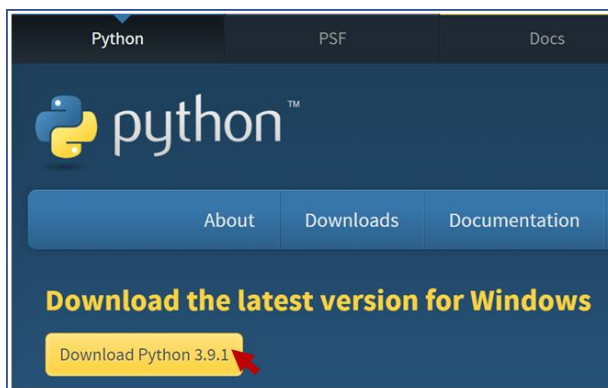 Python PSF Docs
python™
About Downloads Documentation
Download the latest version for Windows
Download Python 3.9.1